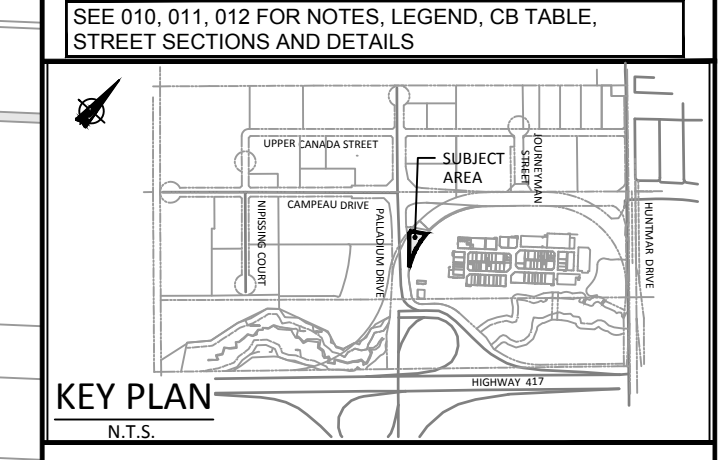 SEE 010, 011, 012 FOR NOTES, LEGEND, CB TABLE,
STREET SECTIONS AND DETAILS
UPPER CANADA STREET
JOURNEYMAN
STREET
SUBJECT
AREA
CAMPEAU DRIVE
NIPISSING COURT
PALLADIUM DRIVE
HUNTMAR DRIVE
HIGHWAY 417
KEY PLAN
N.T.S.